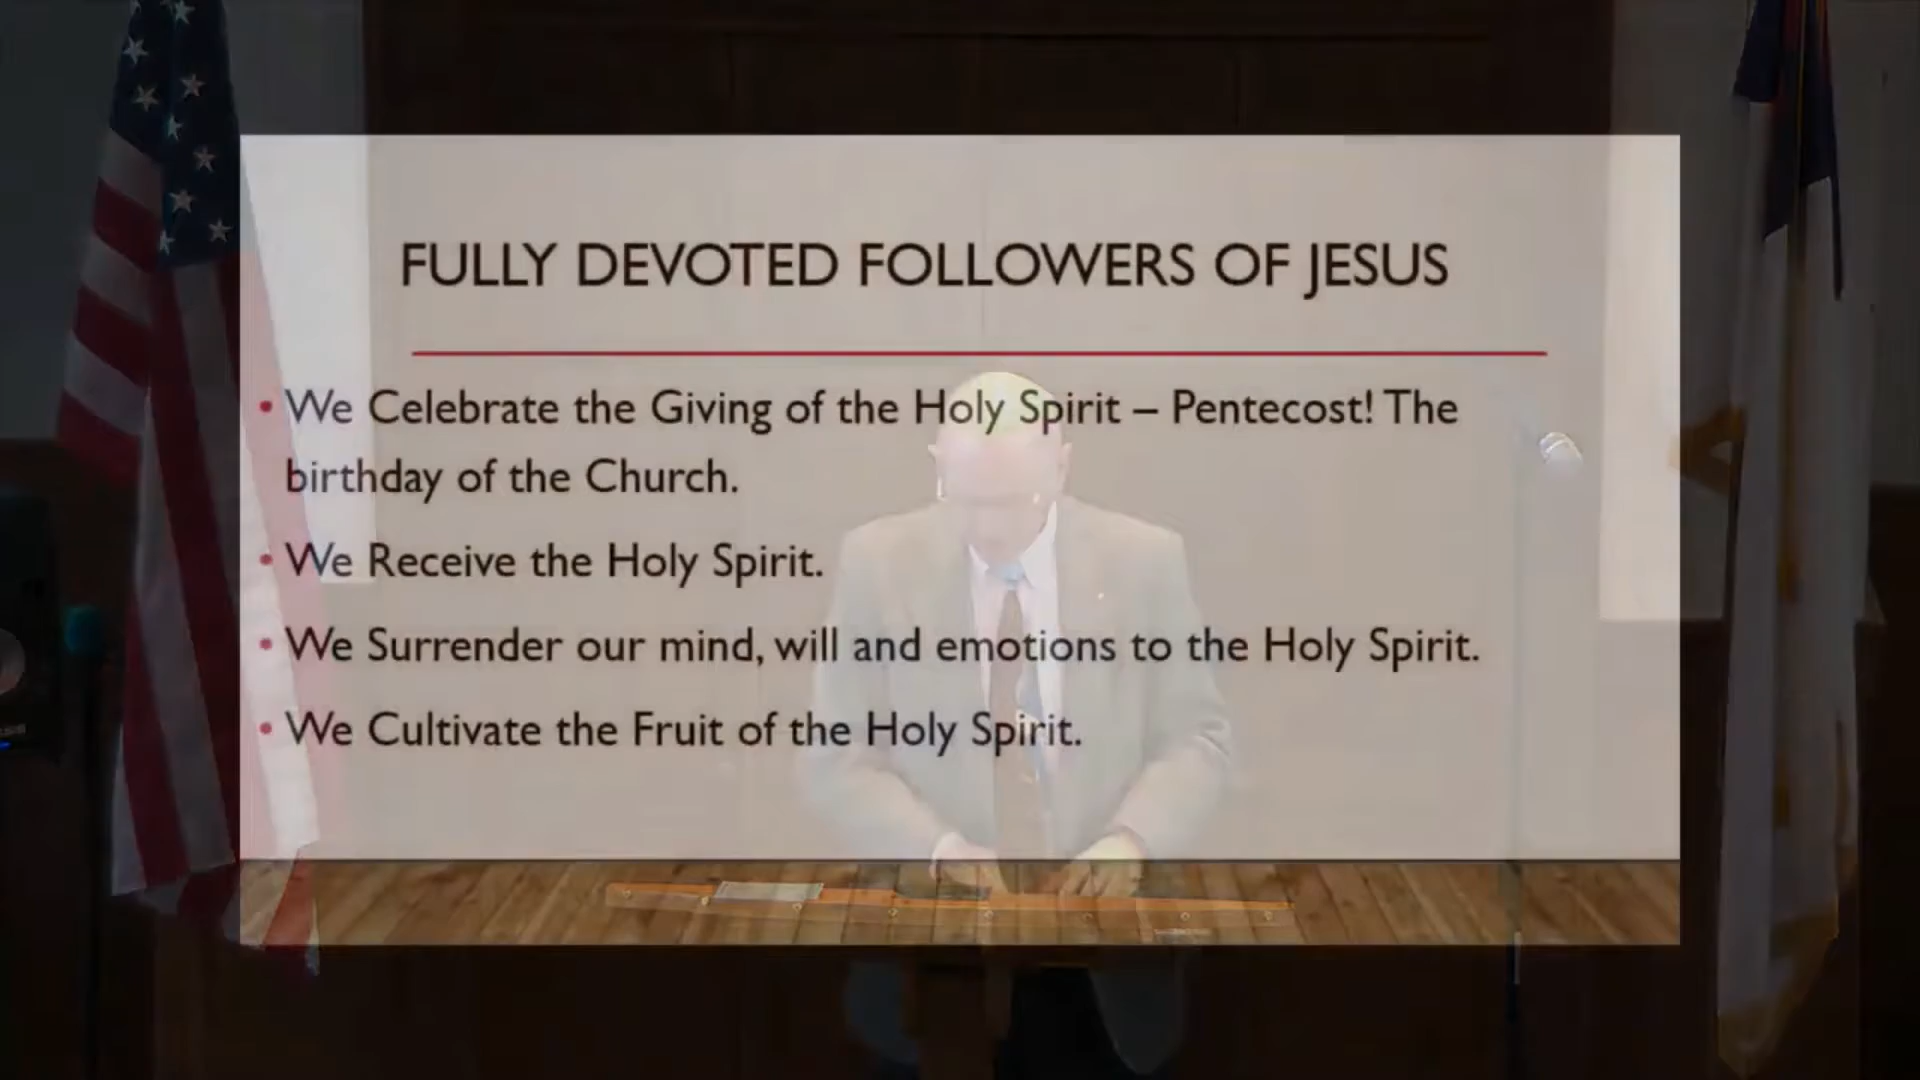 FULLY DEVOTED FOLLOWERS OF JESUS
• We Celebrate the Giving of the Holy Spirit – Pentecost! The
birthday of the Church.
• We Receive the Holy Spirit.
• We Surrender our mind, will and emotions to the Holy Spirit.
• We Cultivate the Fruit of the Holy Spirit.